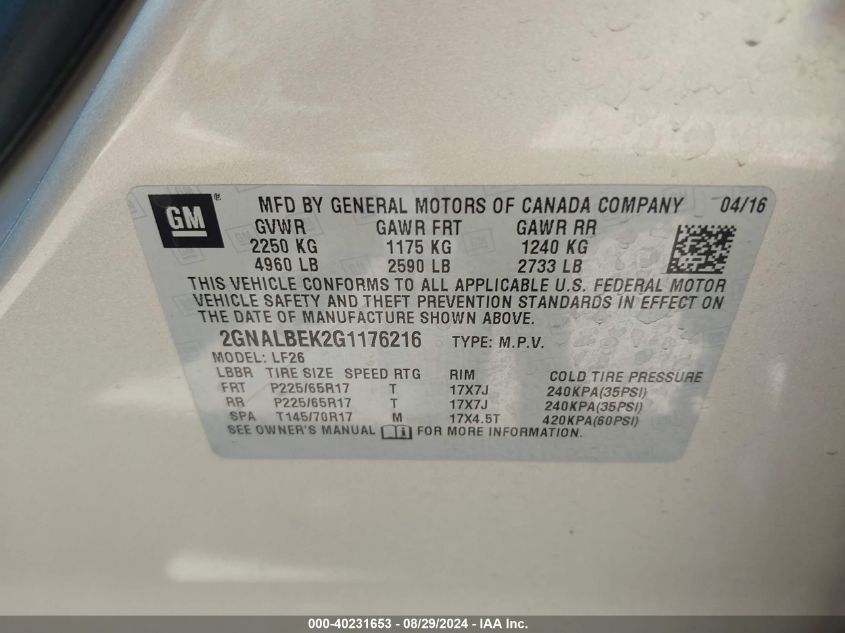 GM ® MFD BY GENERAL MOTORS OF CANADA COMPANY 04/16
GVWR GAWR FRT GAWR RR
2250 KG 1175 KG 1240 KG
4960 LB 2590 LB 2733 LB
THIS VEHICLE CONFORMS TO ALL APPLICABLE U.S. FEDERAL MOTOR
VEHICLE SAFETY AND THEFT PREVENTION STANDARDS IN EFFECT ON
THE DATE OF MANUFACTURE SHOWN ABOVE.
2GNALBEK2G1176216 TYPE: M.P.V.
MODEL: LF26
LBBR TIRE SIZE SPEED RTG RIM COLD TIRE PRESSURE
FRT P225/65R17 T 17X7J 240KPA(35PSI)
RR P225/65R17 T 17X7J 240KPA(35PSI)
SPA T145/70R17 M 17X4.5T 420KPA(60PSI)
SEE OWNER'S MANUAL FOR MORE INFORMATION.
000-40231653 - 08/29/2024 - IAA Inc.